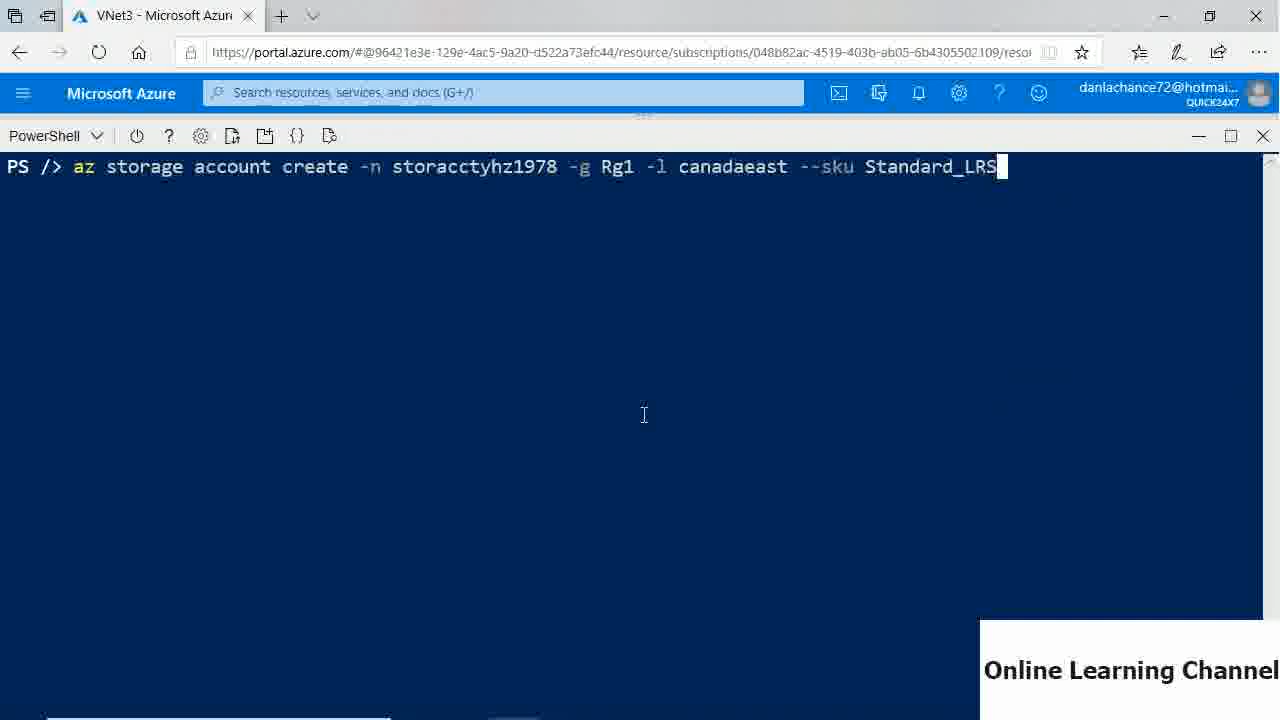 VNet3 - Microsoft Azure
https://portal.azure.com/#@96421e3e-129e-4ac5-9a20-d522a73efc44/resource/subscriptions/048b82ac-4519-403b-ab05-6b4305502109/resou
Microsoft Azure
Search resources, services, and docs (G+/)
danlachance72@hotmai...
QUICK24X7
PowerShell
PS /> az storage account create -n storacctyhz1978 -g Rg1 -l canadaeast --sku Standard_LRS
Online Learning Channel